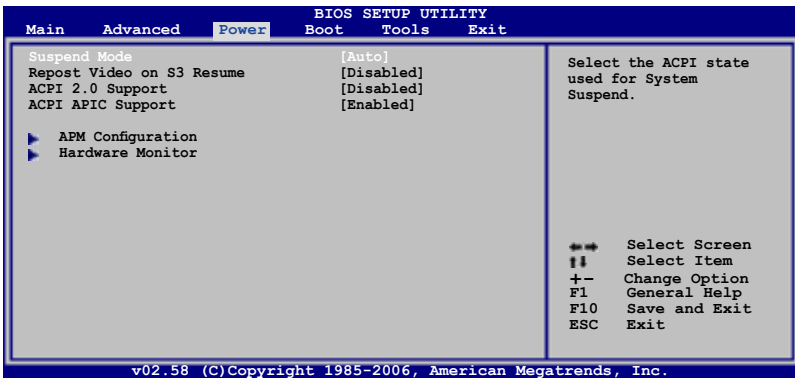 BIOS SETUP UTILITY
Main Advanced Power Boot Tools Exit
Suspend Mode [Auto]
Repost Video on S3 Resume [Disabled]
ACPI 2.0 Support [Disabled]
ACPI APIC Support [Enabled]
APM Configuration
Hardware Monitor
Select the ACPI state
used for System
Suspend.
←→ Select Screen
↑↓ Select Item
+- Change Option
F1 General Help
F10 Save and Exit
ESC Exit
v02.58 (C)Copyright 1985-2006, American Megatrends, Inc.